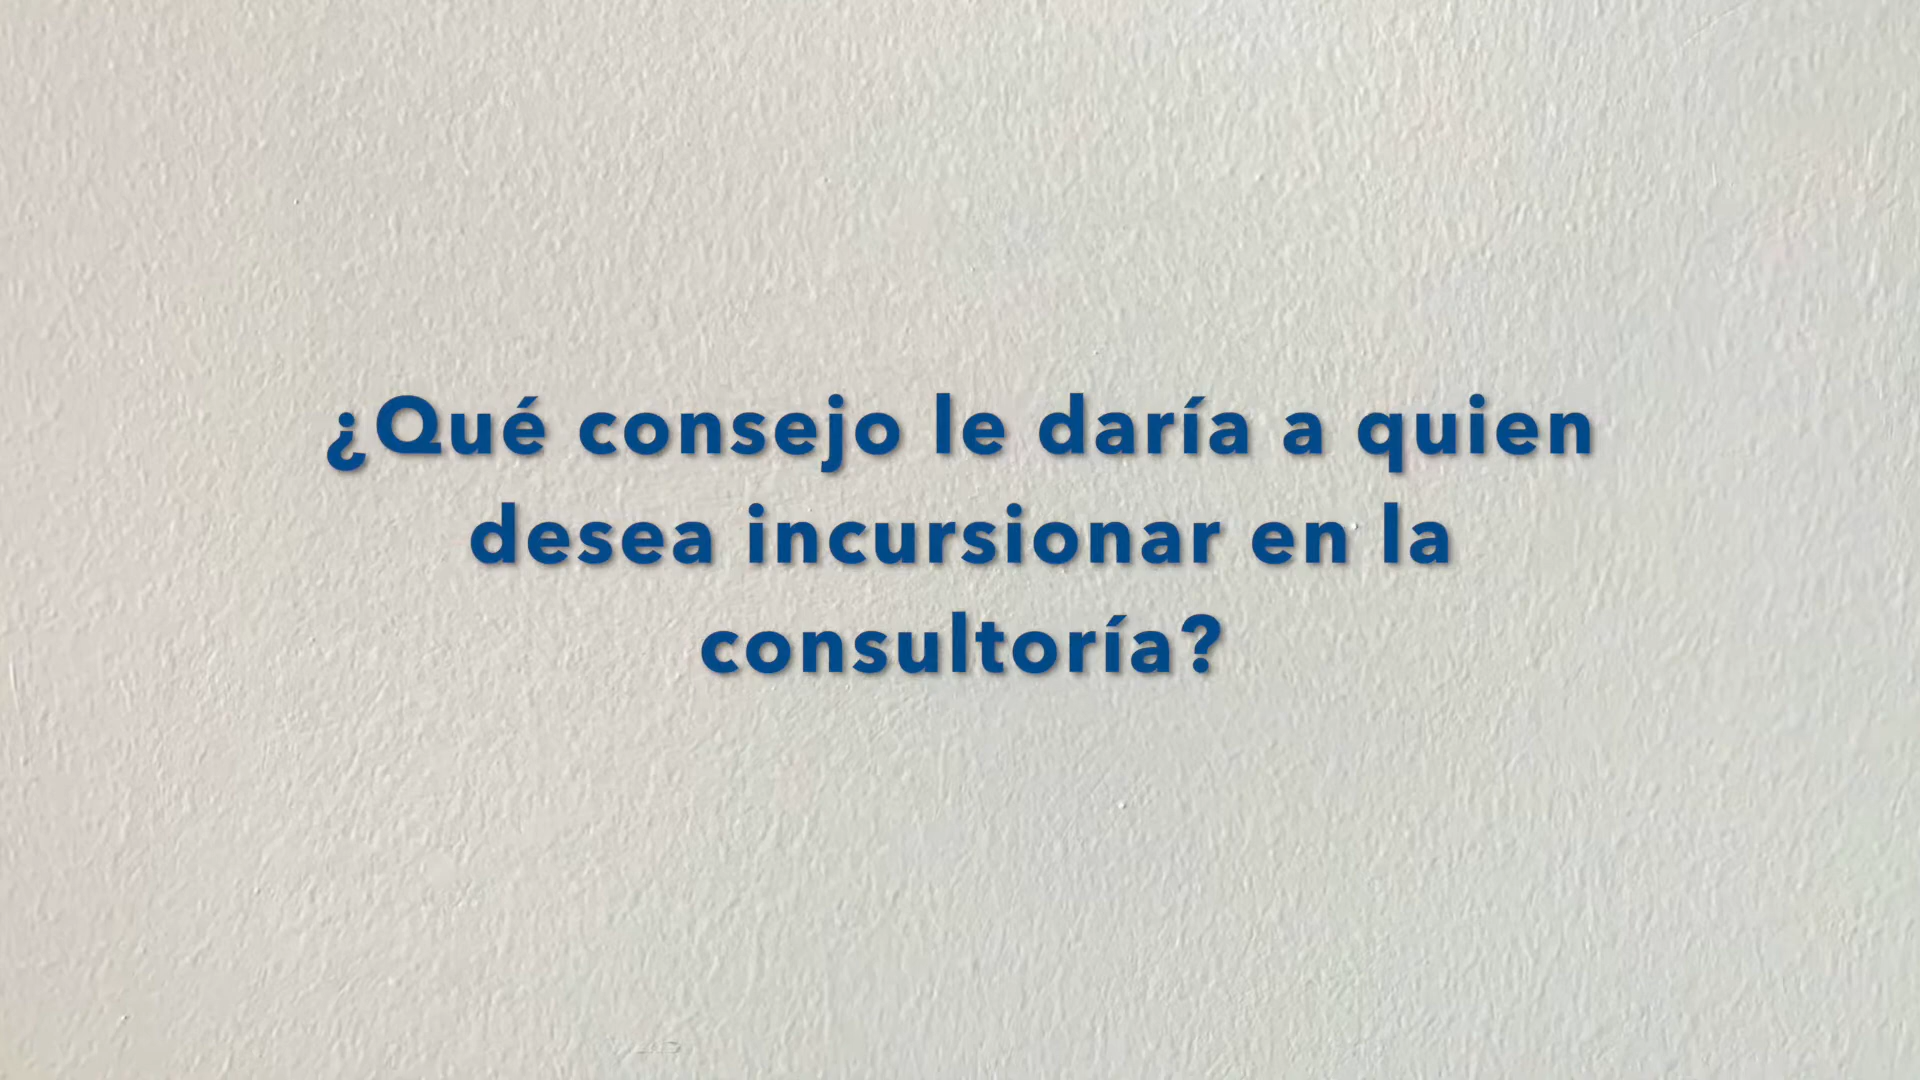 ¿Qué consejo le daría a quien
desea incursionar en la
consultoría?